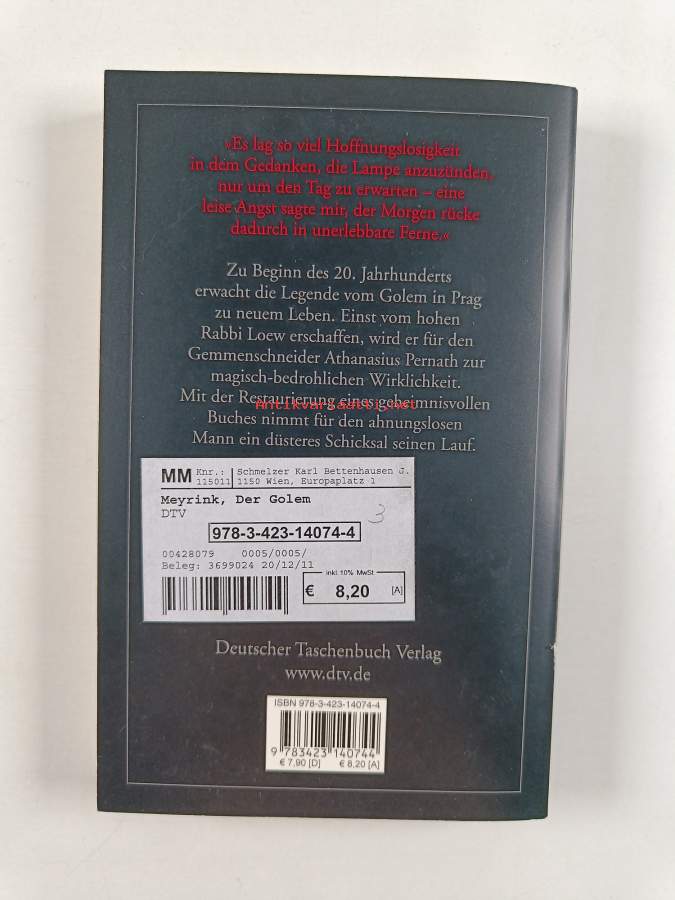 »Es lag so viel Hoffnungslosigkeit
in dem Gedanken, die Lampe anzuzünden,
nur um den Tag zu erwarten – eine
leise Angst sagte mir, der Morgen rücke
dadurch in unerlebbare Ferne.«
Zu Beginn des 20. Jahrhunderts
erwacht die Legende vom Golem in Prag
zu neuem Leben. Einst vom hohen
Rabbi Loew erschaffen, wird er für den
Gemmenschneider Athanasius Pernath zur
magisch-bedrohlichen Wirklichkeit.
Mit der Restaurierung eines geheimnisvollen
Antikvariaatti.net
Buches nimmt für den ahnungslosen
Mann ein düsteres Schicksal seinen Lauf.
MM Knr.: Schmelzer Karl Bettenhausen J.
115011 1150 Wien, Europaplatz 1
Meyrink, Der Golem
DTV
3
978-3-423-14074-4
00428079 0005/0005/
Beleg: 3699024 20/12/11
inkl. 10% MwSt
€ 8,20 [A]
Deutscher Taschenbuch Verlag
www.dtv.de
ISBN 978-3-423-14074-4
9 783423 140744
€ 7,90 [D] € 8,20 [A]